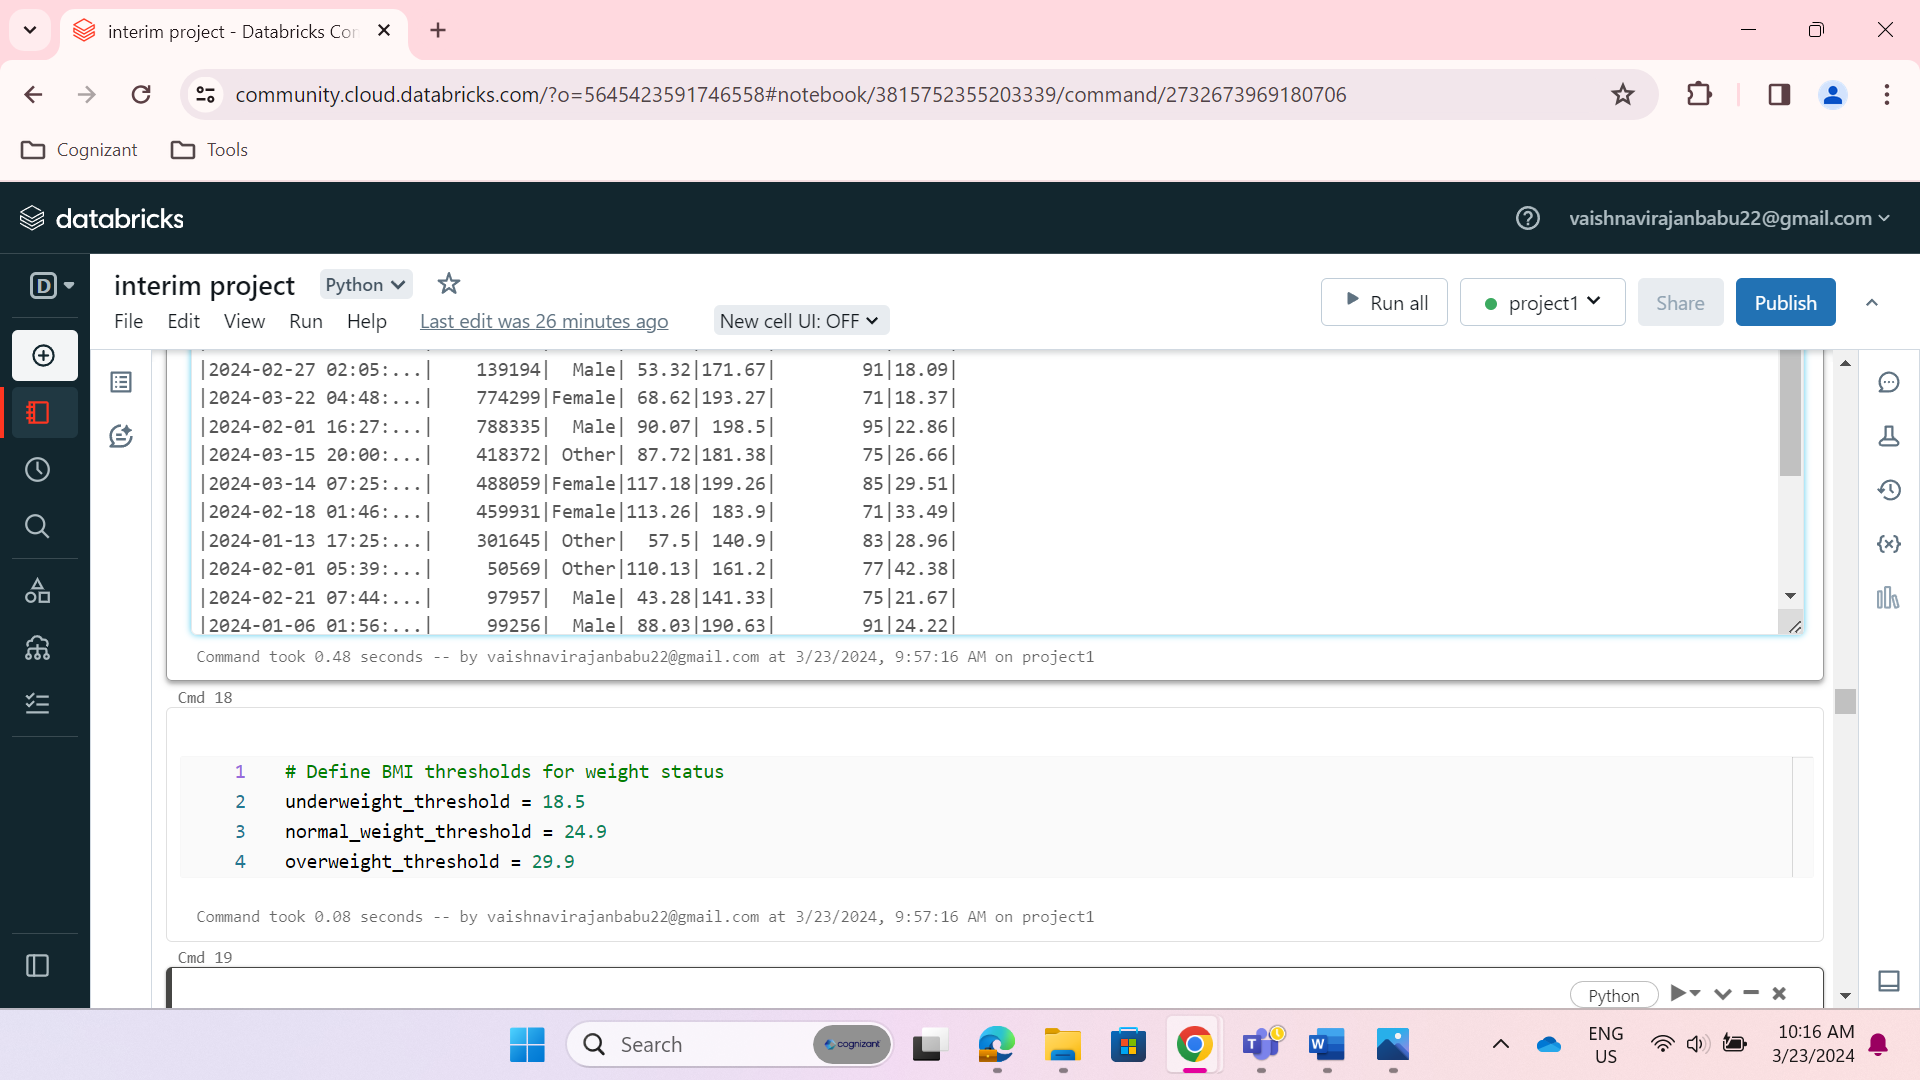 interim project - Databricks Con
community.cloud.databricks.com/?o=5645423591746558#notebook/3815752355203339/command/2732673969180706
Cognizant
Tools
databricks
vaishnavirajanbabu22@gmail.com
D
interim project
Python
Run all
project1
Share
Publish
File Edit View Run Help
Last edit was 26 minutes ago
New cell UI: OFF
|2024-02-27 02:05:...|    139194|  Male| 53.32|171.67|        91|18.09|
|2024-03-22 04:48:...|    774299|Female| 68.62|193.27|        71|18.37|
|2024-02-01 16:27:...|    788335|  Male| 90.07| 198.5|        95|22.86|
|2024-03-15 20:00:...|    418372| Other| 87.72|181.38|        75|26.66|
|2024-03-14 07:25:...|    488059|Female|117.18|199.26|        85|29.51|
|2024-02-18 01:46:...|    459931|Female|113.26| 183.9|        71|33.49|
|2024-01-13 17:25:...|    301645| Other|  57.5| 140.9|        83|28.96|
|2024-02-01 05:39:...|     50569| Other|110.13| 161.2|        77|42.38|
|2024-02-21 07:44:...|     97957|  Male| 43.28|141.33|        75|21.67|
|2024-01-06 01:56:...|     99256|  Male| 88.03|190.63|        91|24.22|
Command took 0.48 seconds -- by vaishnavirajanbabu22@gmail.com at 3/23/2024, 9:57:16 AM on project1
Cmd 18
1 # Define BMI thresholds for weight status
2 underweight_threshold = 18.5
3 normal_weight_threshold = 24.9
4 overweight_threshold = 29.9
Command took 0.08 seconds -- by vaishnavirajanbabu22@gmail.com at 3/23/2024, 9:57:16 AM on project1
Cmd 19
Python
Search
cognizant
ENG
US
10:16 AM
3/23/2024